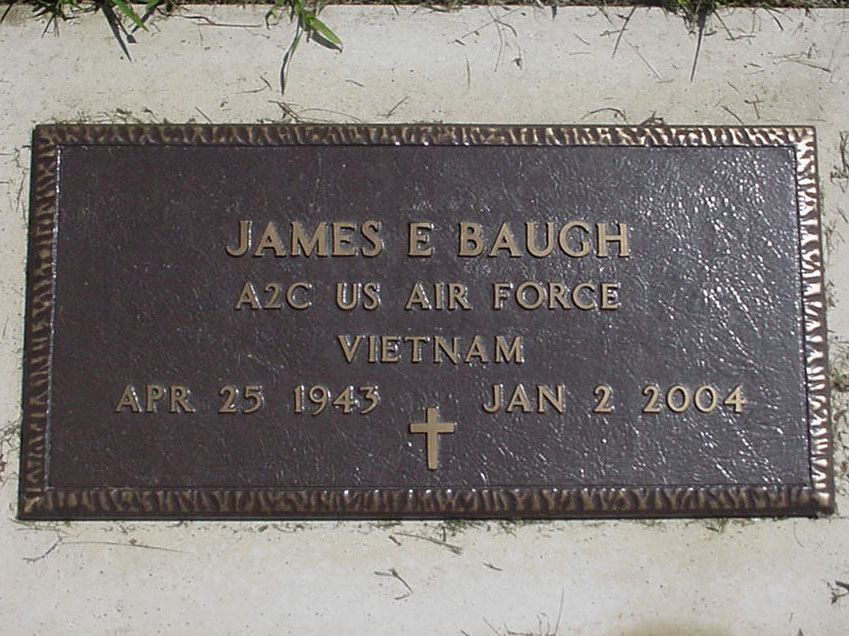 JAMES E BAUGH
A2C US AIR FORCE
VIETNAM
APR 25 1943 JAN 2 2004